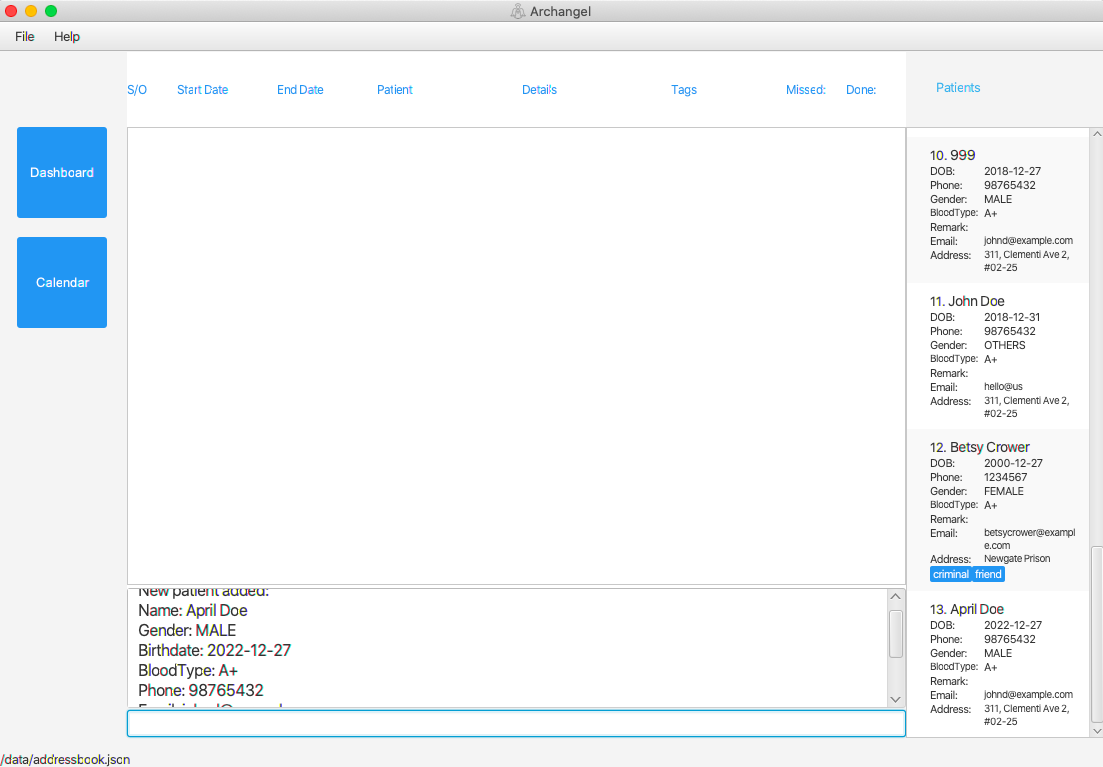 Archangel
File Help
S/O Start Date End Date Patient Details Tags Missed: Done:
Patients
Dashboard
Calendar
10. 999
DOB: 2018-12-27
Phone: 98765432
Gender: MALE
BloodType: A+
Remark:
Email: johnd@example.com
Address: 311, Clementi Ave 2,
#02-25
11. John Doe
DOB: 2018-12-31
Phone: 98765432
Gender: OTHERS
BloodType: A+
Remark:
Email: hello@us
Address: 311, Clementi Ave 2,
#02-25
12. Betsy Crower
DOB: 2000-12-27
Phone: 1234567
Gender: FEMALE
BloodType: A+
Remark:
Email: betsycrower@exampl
e.com
Address: Newgate Prison
criminal friend
13. April Doe
DOB: 2022-12-27
Phone: 98765432
Gender: MALE
BloodType: A+
Remark:
Email: johnd@example.com
Address: 311, Clementi Ave 2,
#02-25
New patient added:
Name: April Doe
Gender: MALE
Birthdate: 2022-12-27
BloodType: A+
Phone: 98765432
/data/addressbook.json